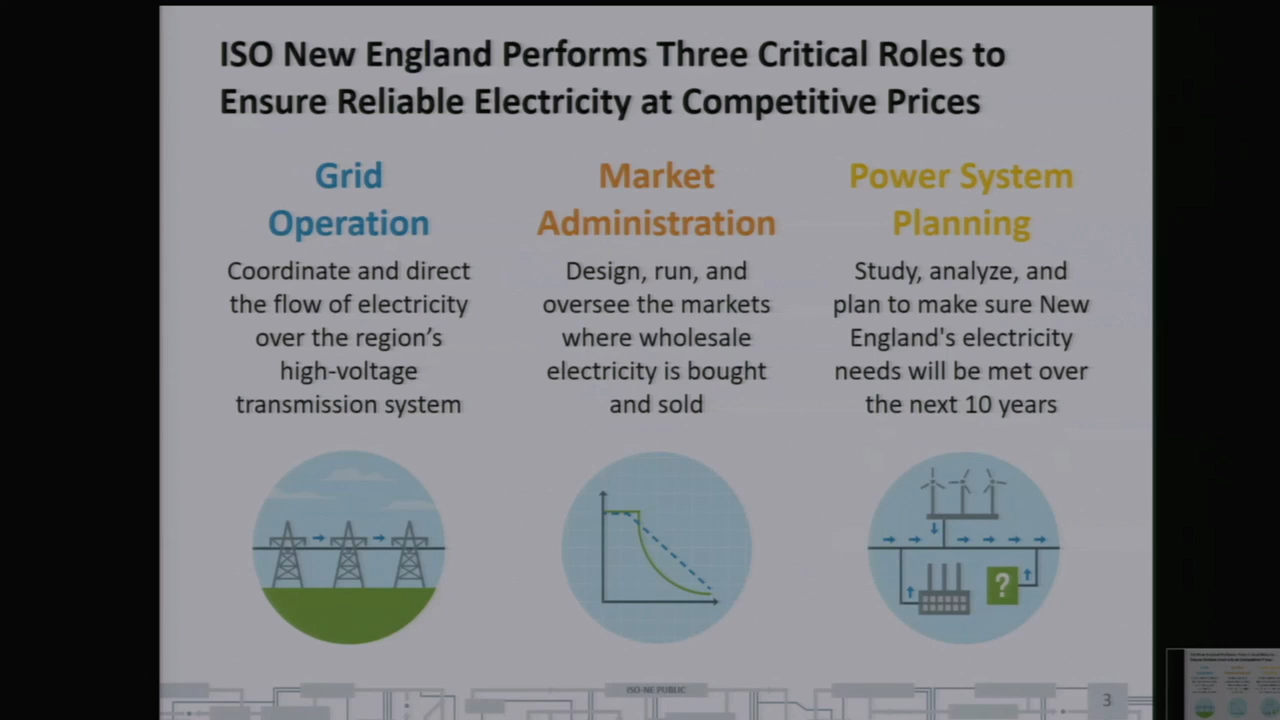 ISO New England Performs Three Critical Roles to
Ensure Reliable Electricity at Competitive Prices
Grid
Operation
Coordinate and direct
the flow of electricity
over the region's
high-voltage
transmission system
Market
Administration
Design, run, and
oversee the markets
where wholesale
electricity is bought
and sold
Power System
Planning
Study, analyze, and
plan to make sure New
England's electricity
needs will be met over
the next 10 years
?
ISO-NE PUBLIC
3